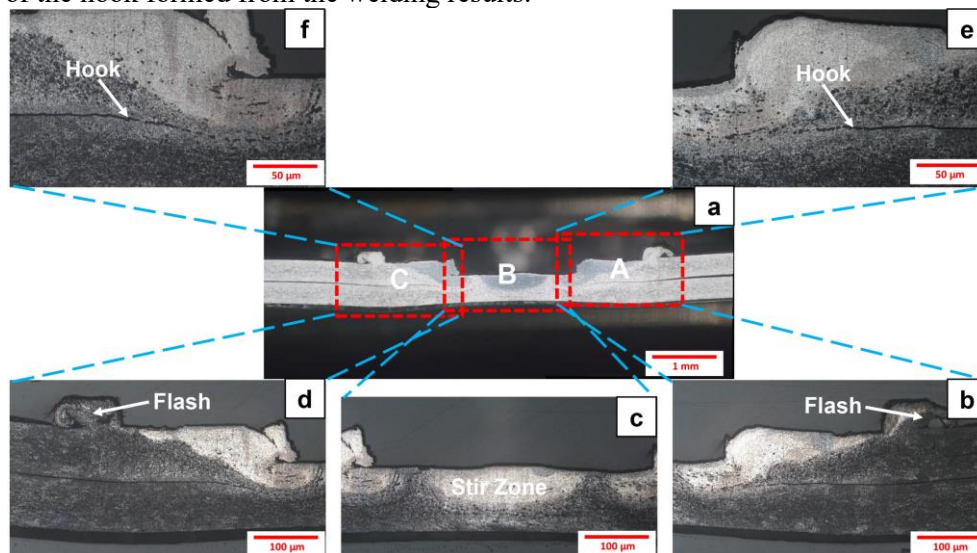 of the hook formed from the welding results.
f
Hook
50 µm
e
Hook
50 µm
a
C
B
A
1 mm
d
Flash
100 µm
c
Stir Zone
100 µm
b
Flash
100 µm